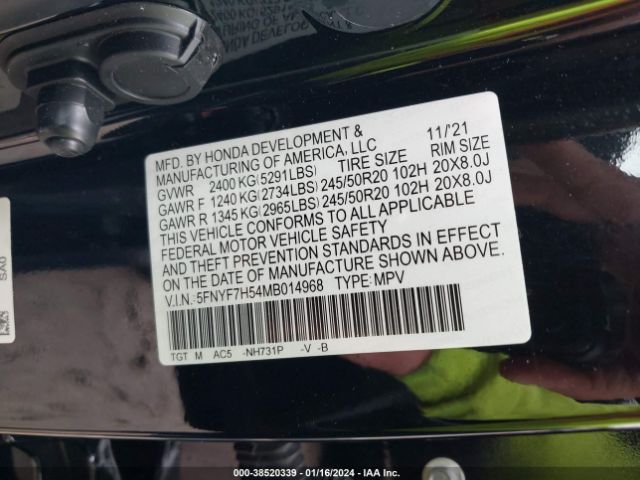 MFD. BY HONDA DEVELOPMENT & 11/'21
MANUFACTURING OF AMERICA, LLC
GVWR 2400 KG(5291LBS) TIRE SIZE RIM SIZE
GAWR F 1240 KG(2734LBS) 245/50R20 102H 20X8.0J
GAWR R 1345 KG(2965LBS) 245/50R20 102H 20X8.0J
THIS VEHICLE CONFORMS TO ALL APPLICABLE
FEDERAL MOTOR VEHICLE SAFETY
AND THEFT PREVENTION STANDARDS IN EFFECT
ON THE DATE OF MANUFACTURE SHOWN ABOVE.
V.I.N.: 5FNYF7H54MB014968 TYPE: MPV
TGT M AC5 -NH731P -V -B
000-38520339 - 01/16/2024 - IAA Inc.